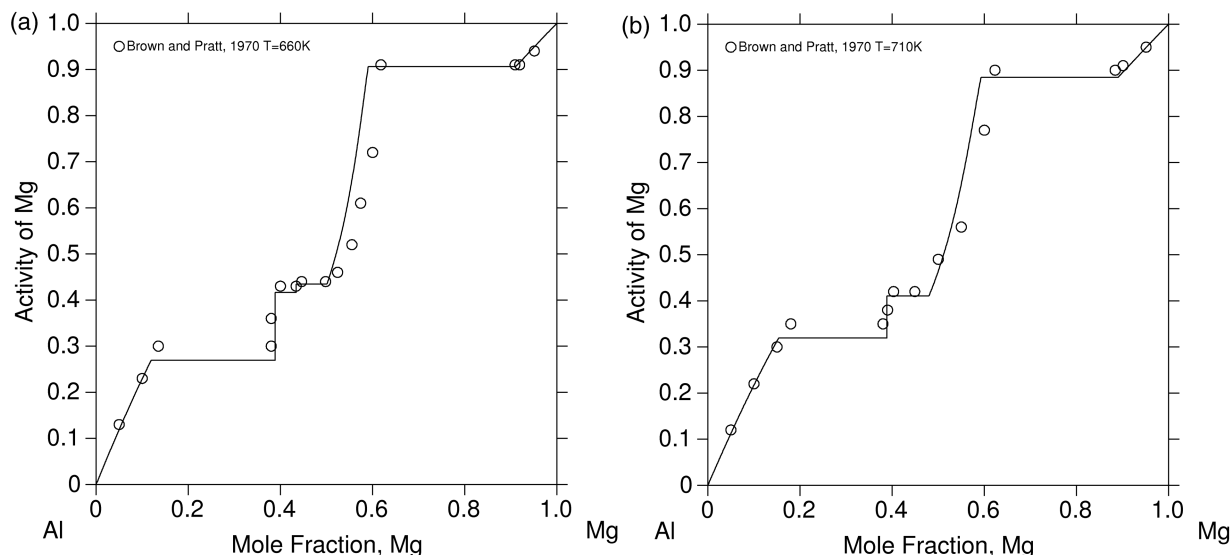 (a)
Brown and Pratt, 1970 T=660K
1.0
0.9
0.8
0.7
0.6
0.5
0.4
0.3
0.2
0.1
0
Activity of Mg
0 0.2 0.4 0.6 0.8 1.0
Al Mg
Mole Fraction, Mg
(b)
Brown and Pratt, 1970 T=710K
1.0
0.9
0.8
0.7
0.6
0.5
0.4
0.3
0.2
0.1
0
Activity of Mg
0 0.2 0.4 0.6 0.8 1.0
Al Mg
Mole Fraction, Mg